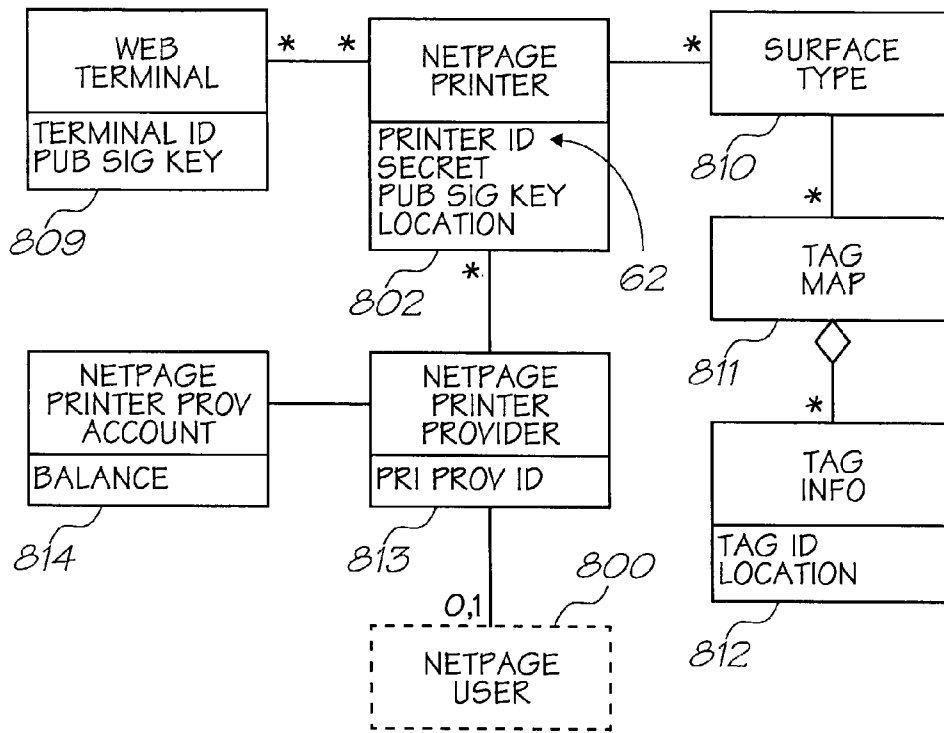 WEB
TERMINAL
TERMINAL ID
PUB SIG KEY
809
* *
NETPAGE
PRINTER
PRINTER ID
SECRET
PUB SIG KEY
LOCATION
802
62
*
*
SURFACE
TYPE
810
*
TAG
MAP
811
*
TAG
INFO
TAG ID
LOCATION
812
NETPAGE
PRINTER PROV
ACCOUNT
BALANCE
814
NETPAGE
PRINTER
PROVIDER
PRI PROV ID
813
0,1
800
NETPAGE
USER